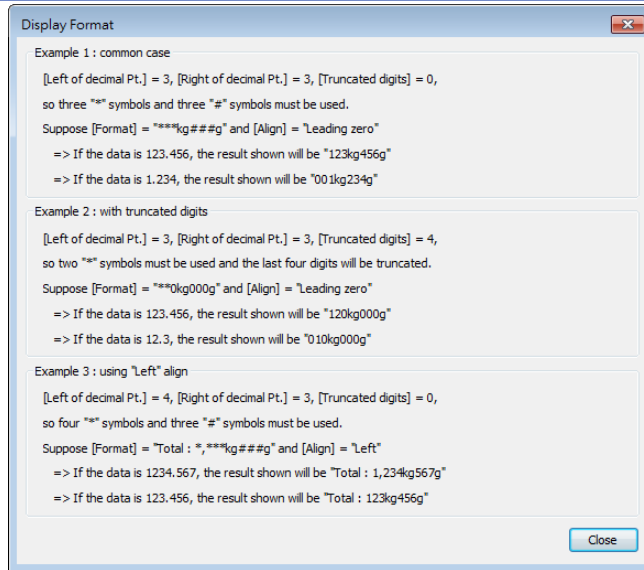 Display Format
Example 1 : common case
[Left of decimal Pt.] = 3, [Right of decimal Pt.] = 3, [Truncated digits] = 0,
so three "*" symbols and three "#" symbols must be used.
Suppose [Format] = "***kg###g" and [Align] = "Leading zero"
=> If the data is 123.456, the result shown will be "123kg456g"
=> If the data is 1.234, the result shown will be "001kg234g"
Example 2 : with truncated digits
[Left of decimal Pt.] = 3, [Right of decimal Pt.] = 3, [Truncated digits] = 4,
so two "*" symbols must be used and the last four digits will be truncated.
Suppose [Format] = "**0kg000g" and [Align] = "Leading zero"
=> If the data is 123.456, the result shown will be "120kg000g"
=> If the data is 12.3, the result shown will be "010kg000g"
Example 3 : using "Left" align
[Left of decimal Pt.] = 4, [Right of decimal Pt.] = 3, [Truncated digits] = 0,
so four "*" symbols and three "#" symbols must be used.
Suppose [Format] = "Total : *,***kg###g" and [Align] = "Left"
=> If the data is 1234.567, the result shown will be "Total : 1,234kg567g"
=> If the data is 123.456, the result shown will be "Total : 123kg456g"
Close